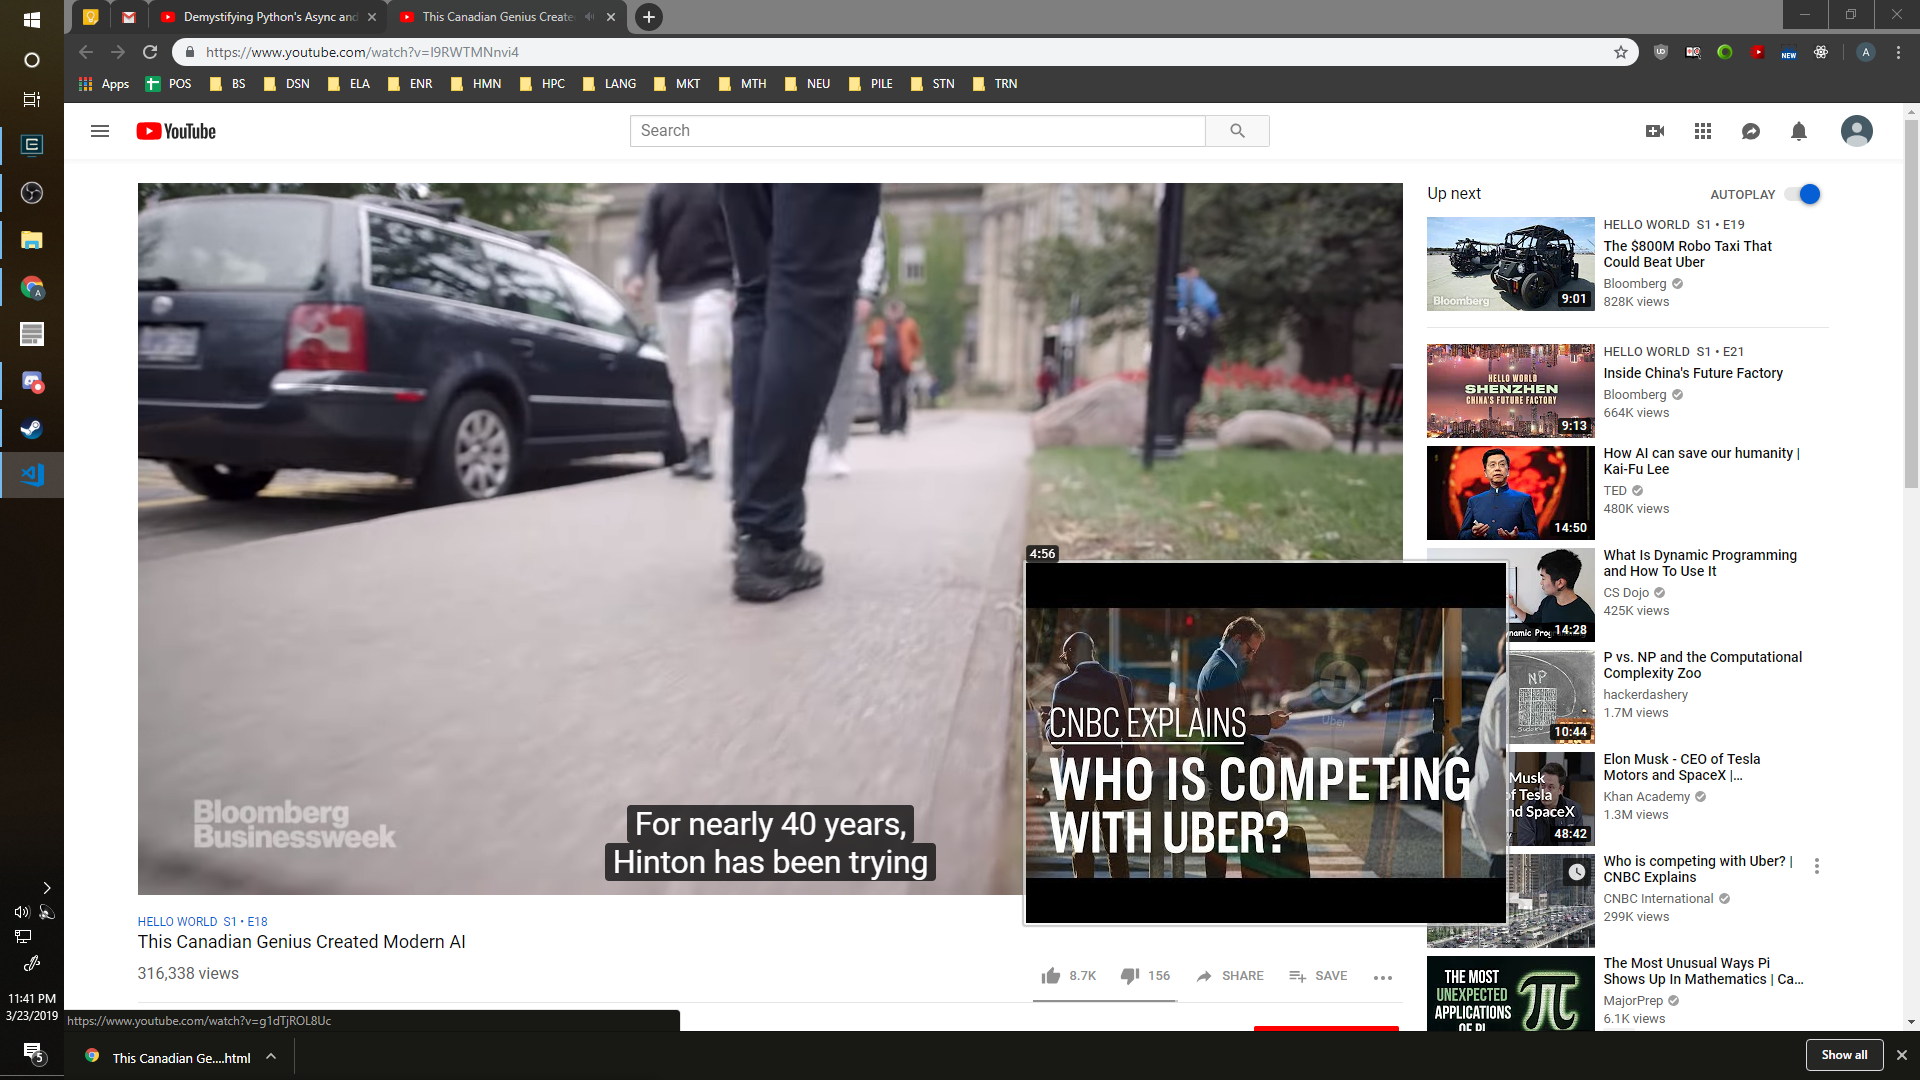 Demystifying Python's Async and
This Canadian Genius Create
https://www.youtube.com/watch?v=I9RWTMNnvi4
A
Apps
POS
BS
DSN
ELA
ENR
HMN
HPC
LANG
MKT
MTH
NEU
PILE
STN
TRN
YouTube
Search
Up next
AUTOPLAY
HELLO WORLD S1 • E19
The $800M Robo Taxi That
Could Beat Uber
Bloomberg
828K views
Bloomberg
9:01
HELLO WORLD S1 • E21
Inside China's Future Factory
Bloomberg
664K views
HELLO WORLD
SHENZHEN
CHINA'S FUTURE FACTORY
9:13
How AI can save our humanity |
Kai-Fu Lee
TED
480K views
14:50
What Is Dynamic Programming
and How To Use It
CS Dojo
425K views
14:28
P vs. NP and the Computational
Complexity Zoo
hackerdashery
1.7M views
NP
10:44
Elon Musk - CEO of Tesla
Motors and SpaceX |...
Khan Academy
1.3M views
Musk
of Tesla
nd SpaceX
48:42
Who is competing with Uber? |
CNBC Explains
CNBC International
299K views
The Most Unusual Ways Pi
Shows Up In Mathematics | Ca...
MajorPrep
6.1K views
THE MOST
UNEXPECTED
APPLICATIONS
OF PI
π
4:56
CNBC EXPLAINS
WHO IS COMPETING
WITH UBER?
Bloomberg
Businessweek
For nearly 40 years,
Hinton has been trying
HELLO WORLD S1 • E18
This Canadian Genius Created Modern AI
316,338 views
8.7K
156
SHARE
SAVE
https://www.youtube.com/watch?v=g1dTjROL8Uc
11:41 PM
3/23/2019
5
This Canadian Ge....html
Show all